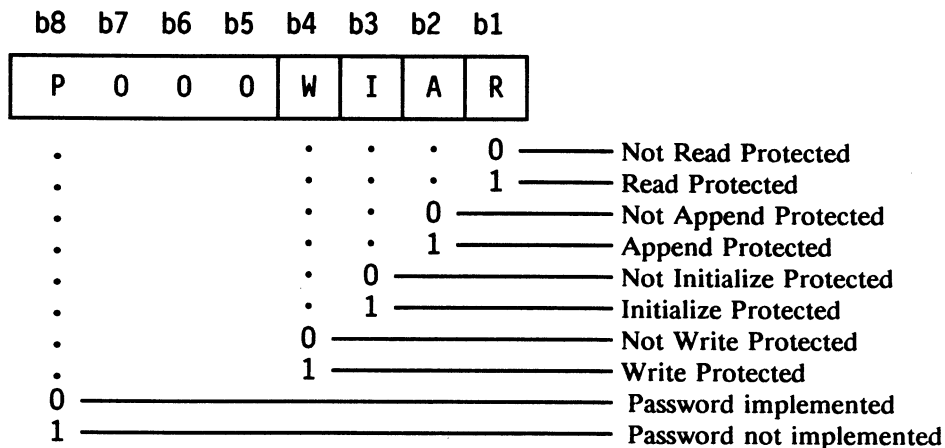 b8 b7 b6 b5 b4 b3 b2 b1
P 0 0 0 W I A R
0 Not Read Protected
1 Read Protected
0 Not Append Protected
1 Append Protected
0 Not Initialize Protected
1 Initialize Protected
0 Not Write Protected
1 Write Protected
0 Password implemented
1 Password not implemented